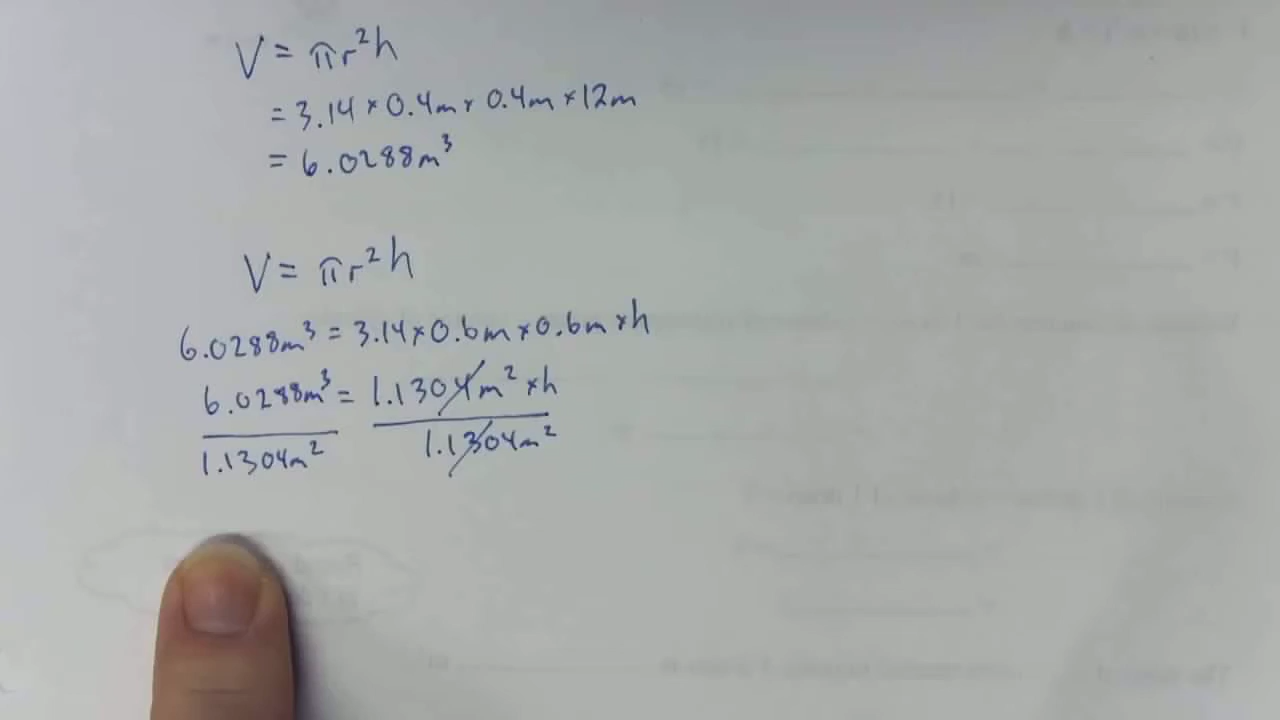 V = πr²h
= 3.14 × 0.4m × 0.4m × 12m
= 6.0288m³
V = πr²h
6.0288m³ = 3.14 × 0.6m × 0.6m × h
6.0288m³ = 1.1304m² × h
1.1304m² 1.1304m²